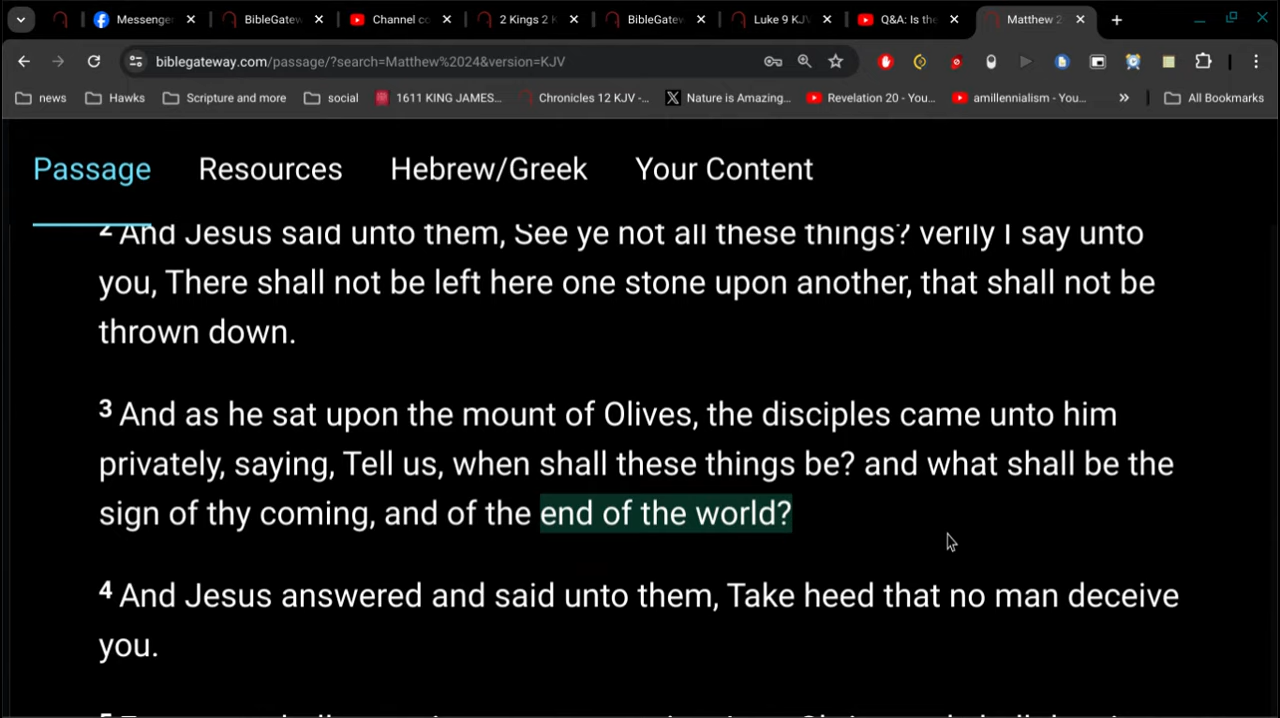 Messenger
BibleGatew
Channel co
2 Kings 2 K
BibleGatew
Luke 9 KJV
Q&A: Is the
Matthew 2
biblegateway.com/passage/?search=Matthew%2024&version=KJV
news
Hawks
Scripture and more
social
1611 KING JAMES...
Chronicles 12 KJV -...
Nature is Amazing...
Revelation 20 - You...
amillennialism - You...
»
All Bookmarks
Passage
Resources
Hebrew/Greek
Your Content
2 And Jesus said unto them, See ye not all these things? verily I say unto
you, There shall not be left here one stone upon another, that shall not be
thrown down.
3 And as he sat upon the mount of Olives, the disciples came unto him
privately, saying, Tell us, when shall these things be? and what shall be the
sign of thy coming, and of the end of the world?
4 And Jesus answered and said unto them, Take heed that no man deceive
you.